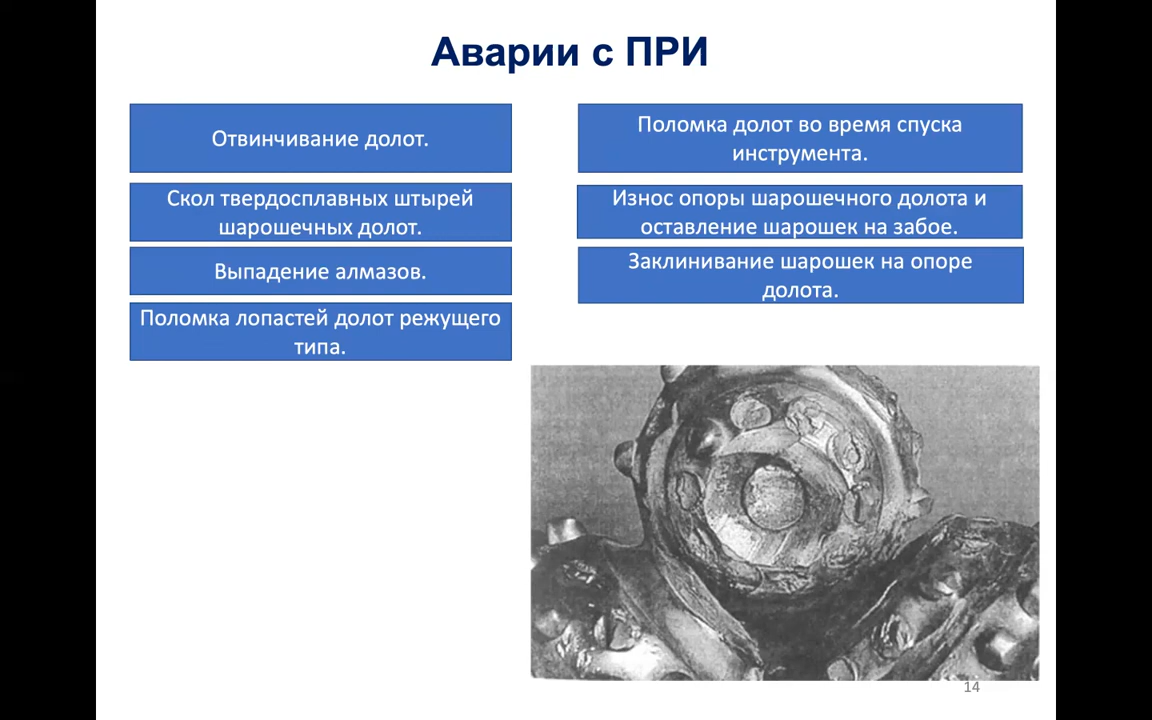 Аварии с ПРИ
Отвинчивание долот.
Скол твердосплавных штырей
шарошечных долот.
Выпадение алмазов.
Поломка лопастей долот режущего
типа.
Поломка долот во время спуска
инструмента.
Износ опоры шарошечного долота и
оставление шарошек на забое.
Заклинивание шарошек на опоре
долота.
14